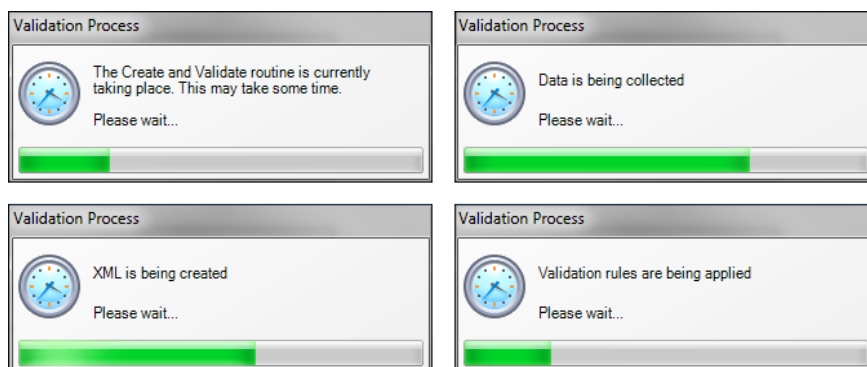 Validation Process
The Create and Validate routine is currently
taking place. This may take some time.
Please wait...
Validation Process
Data is being collected
Please wait...
Validation Process
XML is being created
Please wait...
Validation Process
Validation rules are being applied
Please wait...